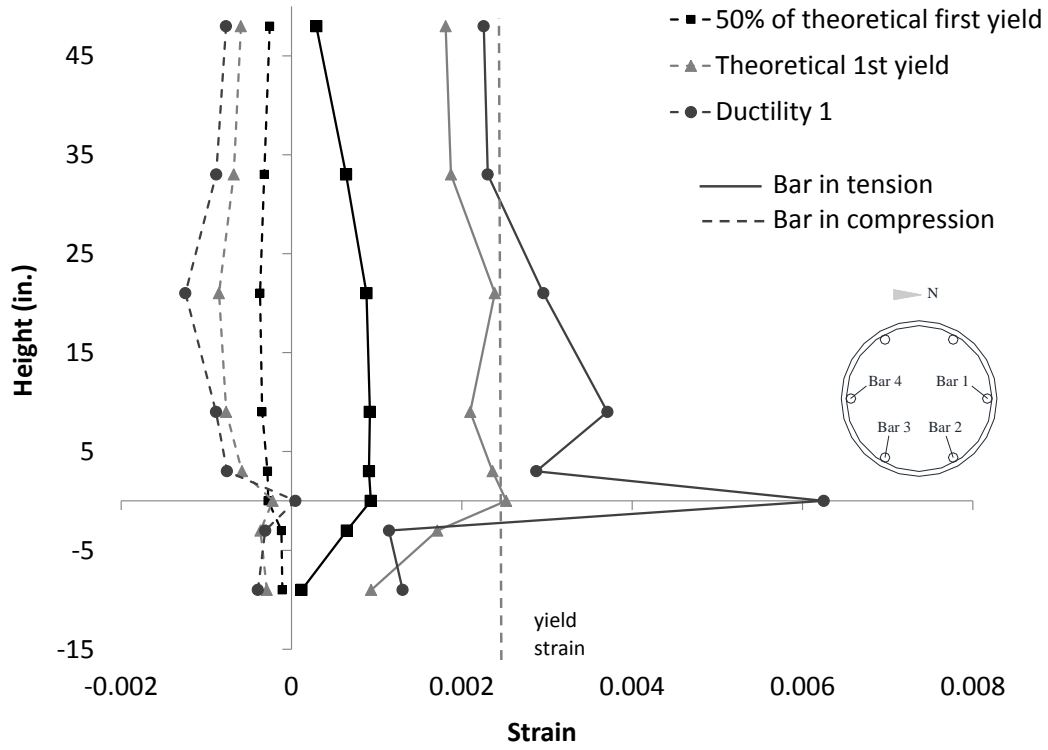 50% of theoretical first yield
Theoretical 1st yield
Ductility 1
Bar in tension
Bar in compression
45
35
25
15
5
-5
-15
Height (in.)
N
Bar 4
Bar 1
Bar 3
Bar 2
yield
strain
-0.002
0
0.002
0.004
0.006
0.008
Strain